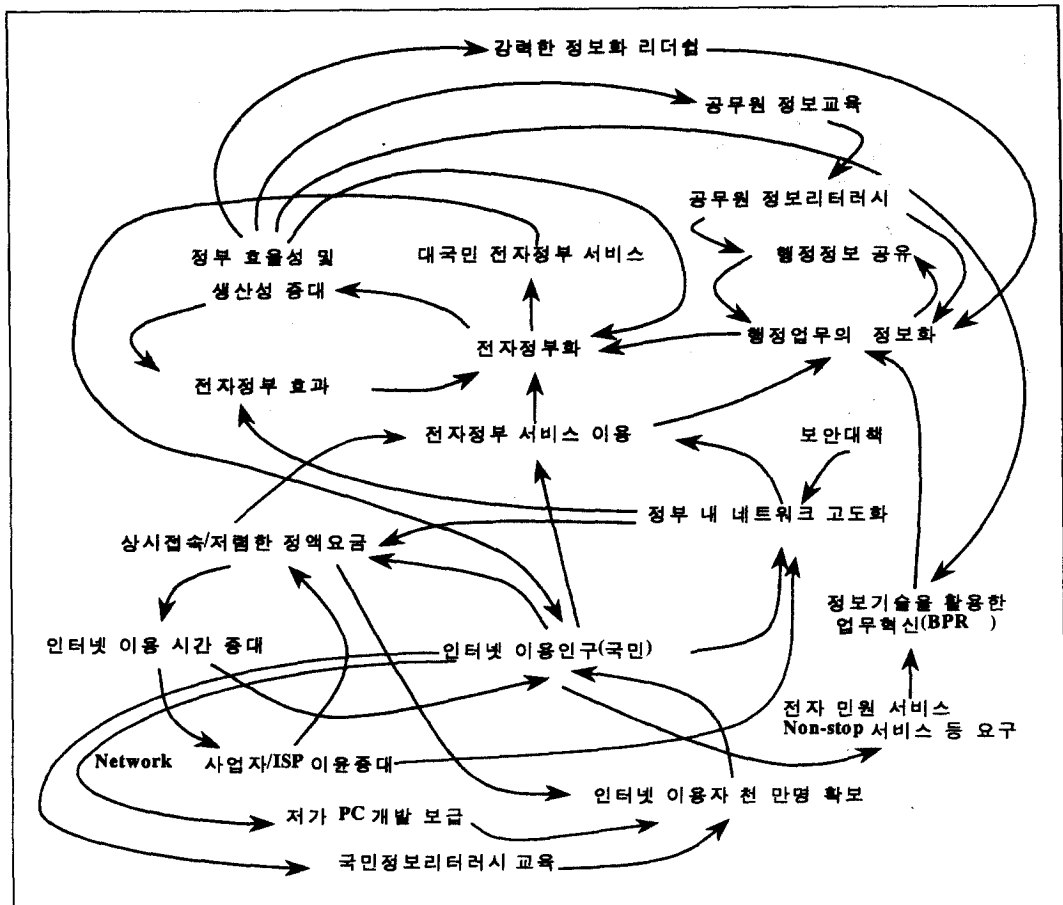 강력한 정보화 리더쉽
공무원 정보교육
공무원 정보리터러시
정부 효율성 및
생산성 증대
대국민 전자정부 서비스
행정정보 공유
전자정부화
행정업무의 정보화
전자정부 효과
전자정부 서비스 이용
보안대책
정부 내 네트워크 고도화
상시접속/저렴한 정액요금
정보기술을 활용한
업무혁신(BPR )
인터넷 이용 시간 증대
인터넷 이용인구(국민)
전자 민원 서비스
Non-stop 서비스 등 요구
Network 사업자/ISP 이윤증대
인터넷 이용자 천 만명 확보
저가 PC 개발 보급
국민정보리터러시 교육